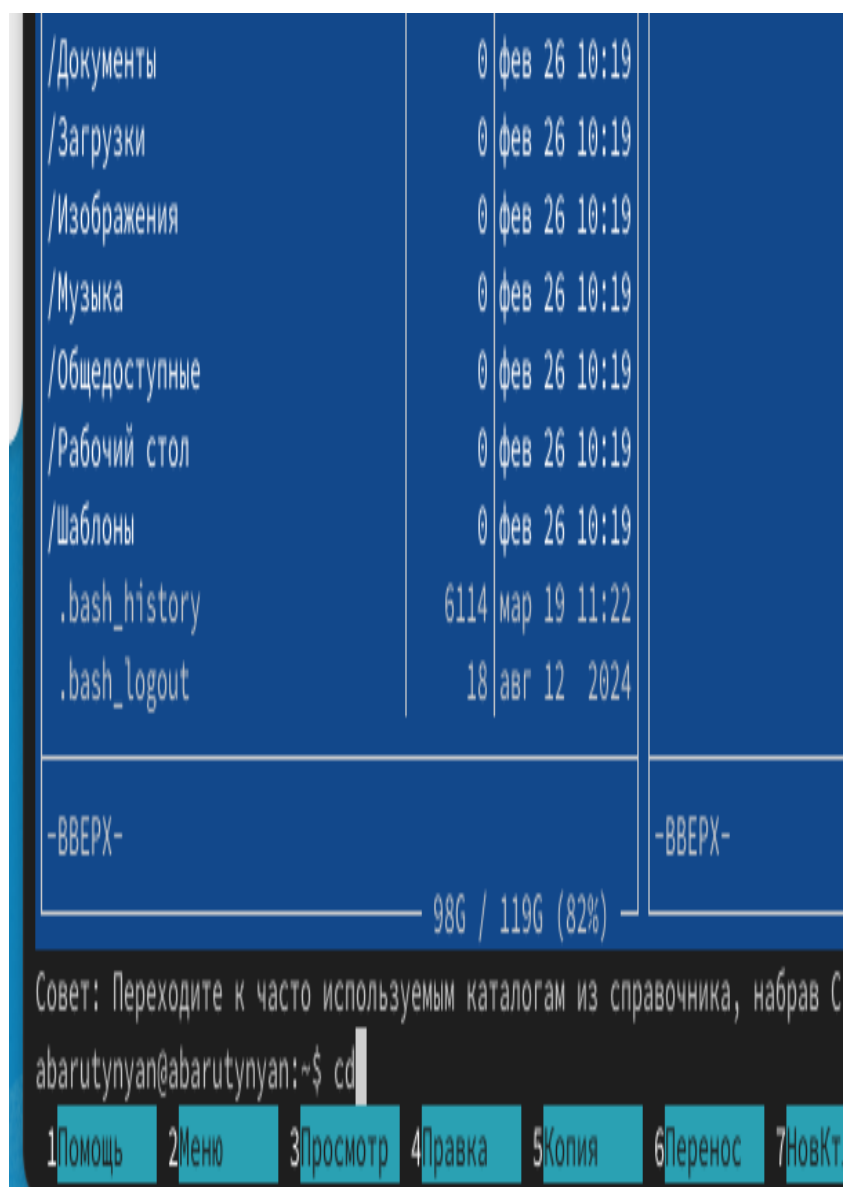 /Документы 0 фев 26 10:19
/Загрузки 0 фев 26 10:19
/Изображения 0 фев 26 10:19
/Музыка 0 фев 26 10:19
/Общедоступные 0 фев 26 10:19
/Рабочий стол 0 фев 26 10:19
/Шаблоны 0 фев 26 10:19
.bash_history 6114 мар 19 11:22
.bash_logout 18 авг 12 2024
-ВВЕРХ- -ВВЕРХ-
98G / 119G (82%)
Совет: Переходите к часто используемым каталогам из справочника, набрав C
abarutynyan@abarutynyan:~$ cd
1Помощь 2Меню 3Просмотр 4Правка 5Копия 6Перенос 7НовКт